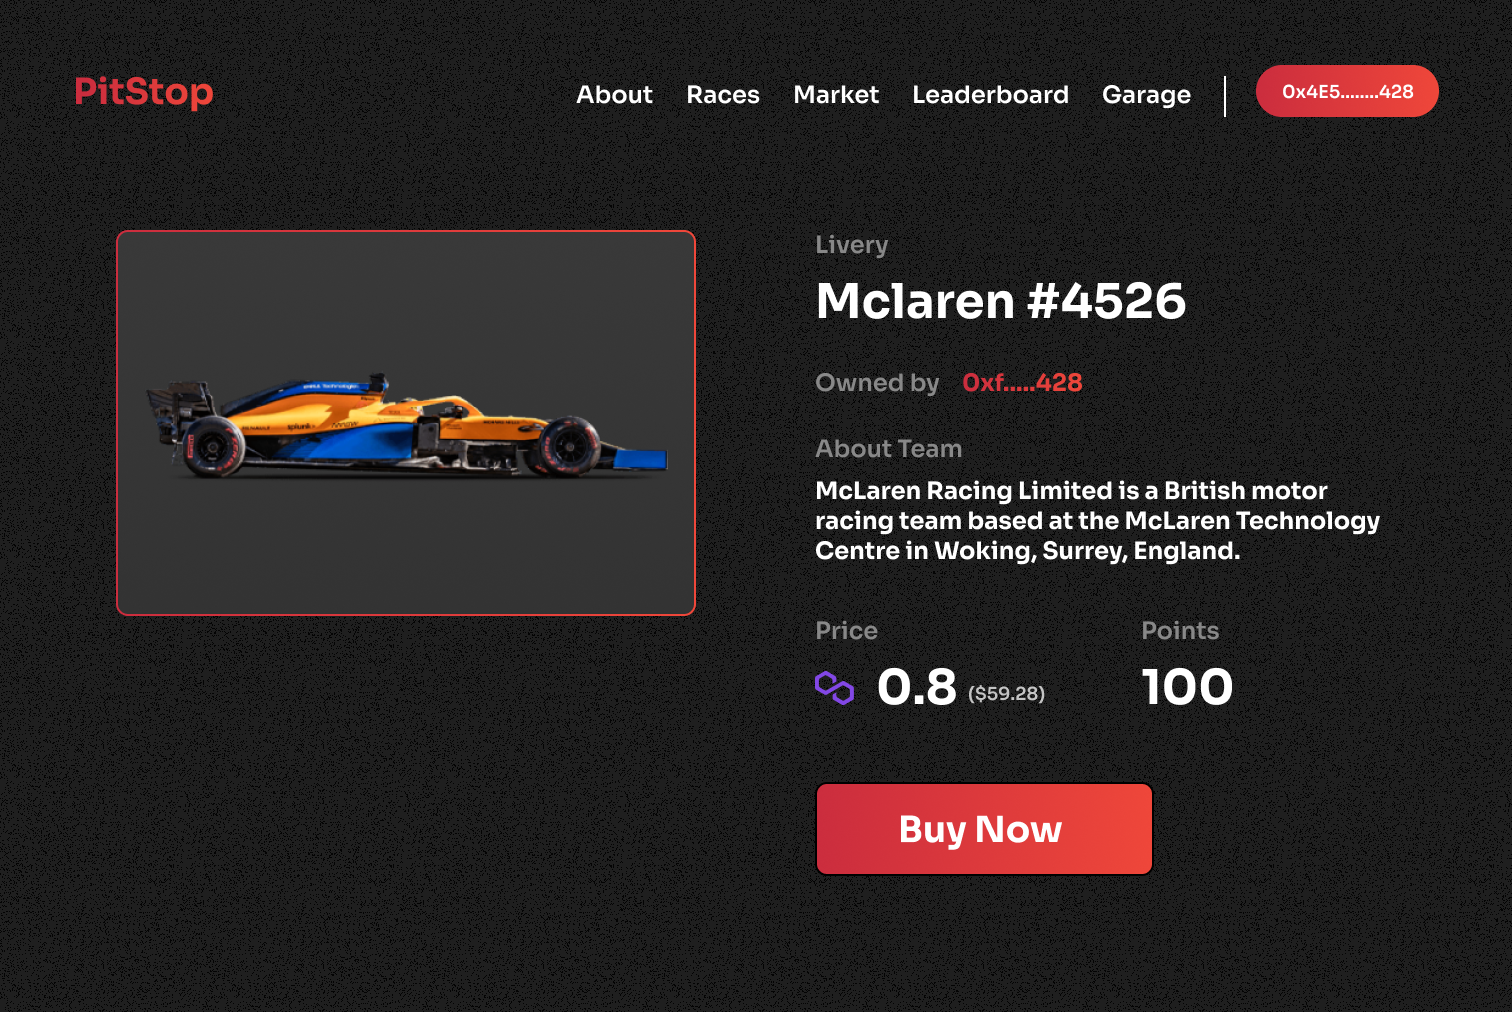 PitStop
About Races Market Leaderboard Garage
0x4E5........428
Livery
Mclaren #4526
Owned by 0xf.....428
About Team
McLaren Racing Limited is a British motor
racing team based at the McLaren Technology
Centre in Woking, Surrey, England.
Price Points
0.8 ($59.28) 100
Buy Now
splunk>